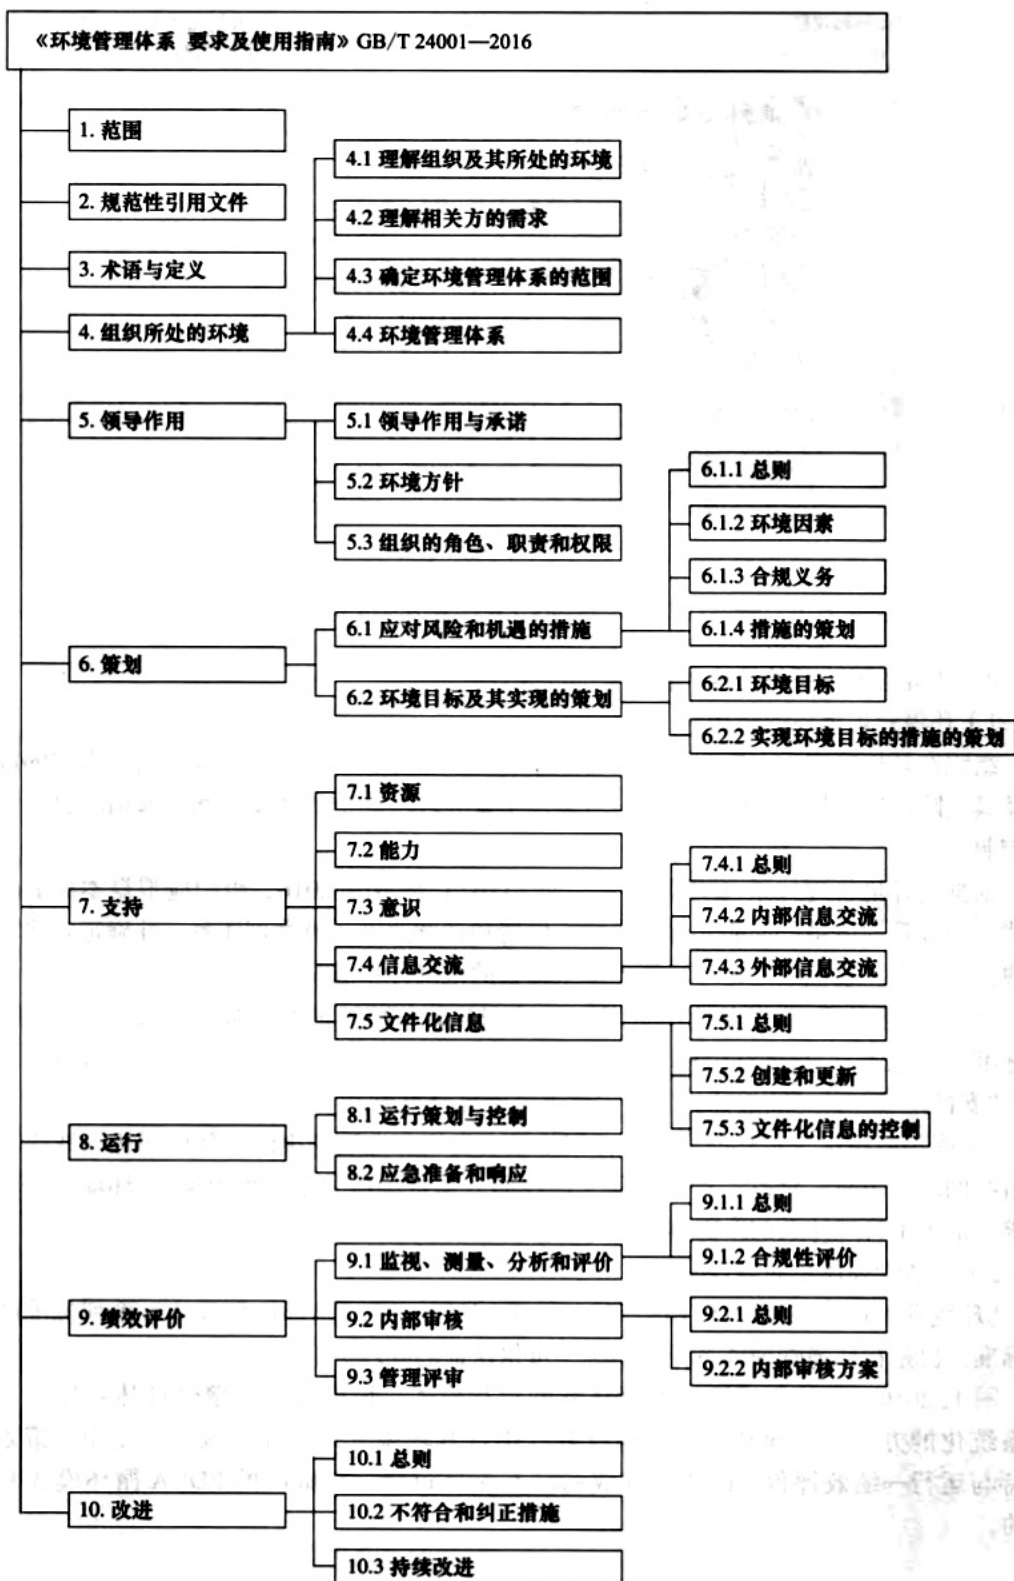 《环境管理体系 要求及使用指南》GB/T 24001—2016
1. 范围
2. 规范性引用文件
3. 术语与定义
4. 组织所处的环境
4.1 理解组织及其所处的环境
4.2 理解相关方的需求
4.3 确定环境管理体系的范围
4.4 环境管理体系
5. 领导作用
5.1 领导作用与承诺
5.2 环境方针
5.3 组织的角色、职责和权限
6. 策划
6.1 应对风险和机遇的措施
6.1.1 总则
6.1.2 环境因素
6.1.3 合规义务
6.1.4 措施的策划
6.2 环境目标及其实现的策划
6.2.1 环境目标
6.2.2 实现环境目标的措施的策划
7. 支持
7.1 资源
7.2 能力
7.3 意识
7.4 信息交流
7.4.1 总则
7.4.2 内部信息交流
7.4.3 外部信息交流
7.5 文件化信息
7.5.1 总则
7.5.2 创建和更新
7.5.3 文件化信息的控制
8. 运行
8.1 运行策划与控制
8.2 应急准备和响应
9. 绩效评价
9.1 监视、测量、分析和评价
9.1.1 总则
9.1.2 合规性评价
9.2 内部审核
9.2.1 总则
9.2.2 内部审核方案
9.3 管理评审
10. 改进
10.1 总则
10.2 不符合和纠正措施
10.3 持续改进